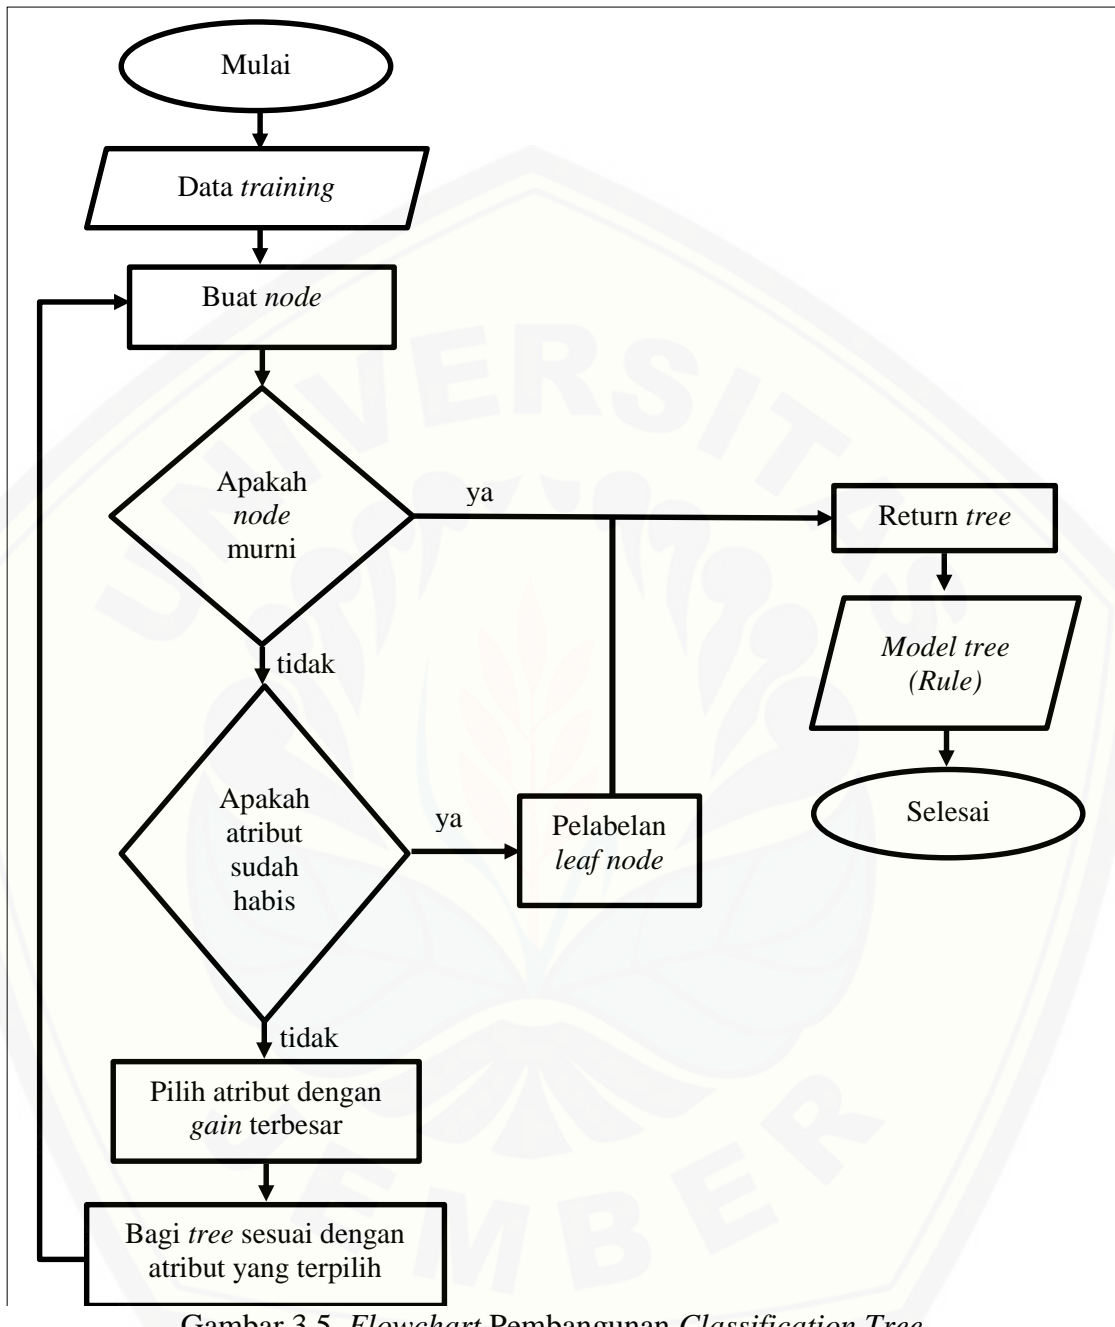 Mulai
Data training
Buat node
Apakah
node
murni
ya
tidak
Return tree
Model tree
(Rule)
Selesai
Apakah
atribut
sudah
habis
ya
Pelabelan
leaf node
tidak
Pilih atribut dengan
gain terbesar
Bagi tree sesuai dengan
atribut yang terpilih
Gambar 3.5 Flowchart Pembangunan Classification Tree
UNIVERSITAS
JEMBER